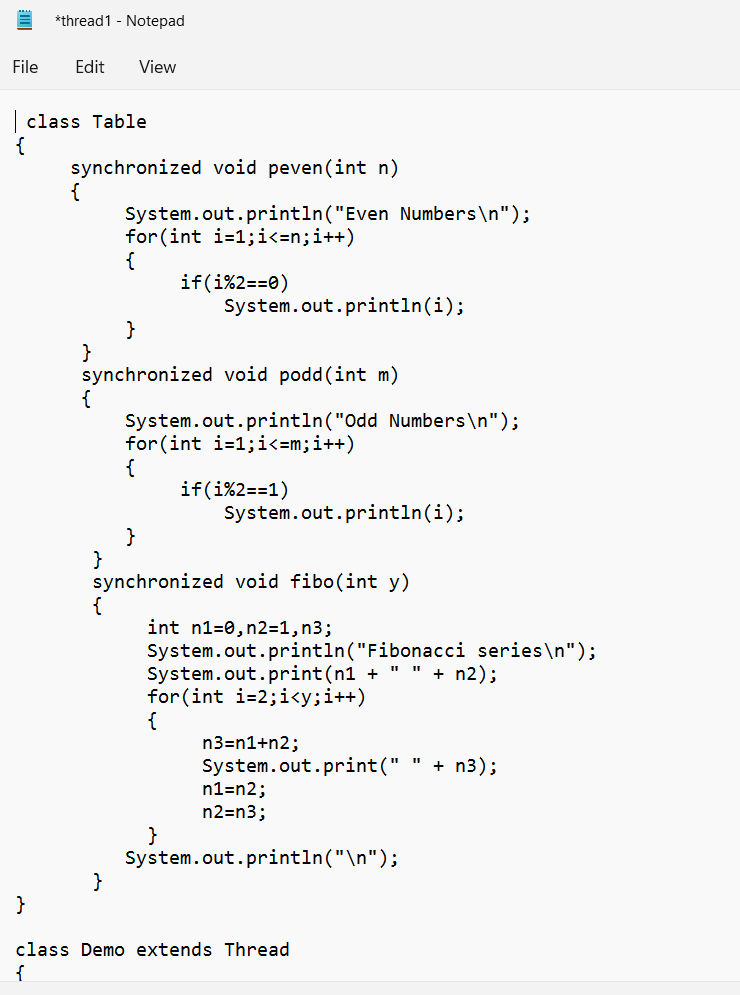 *thread1 - Notepad
File Edit View
class Table
{
synchronized void peven(int n)
{
System.out.println("Even Numbers\n");
for(int i=1;i<=n;i++)
{
if(i%2==0)
System.out.println(i);
}
}
synchronized void podd(int m)
{
System.out.println("Odd Numbers\n");
for(int i=1;i<=m;i++)
{
if(i%2==1)
System.out.println(i);
}
}
synchronized void fibo(int y)
{
int n1=0,n2=1,n3;
System.out.println("Fibonacci series\n");
System.out.print(n1 + " " + n2);
for(int i=2;i<y;i++)
{
n3=n1+n2;
System.out.print(" " + n3);
n1=n2;
n2=n3;
}
System.out.println("\n");
}
}
class Demo extends Thread
{